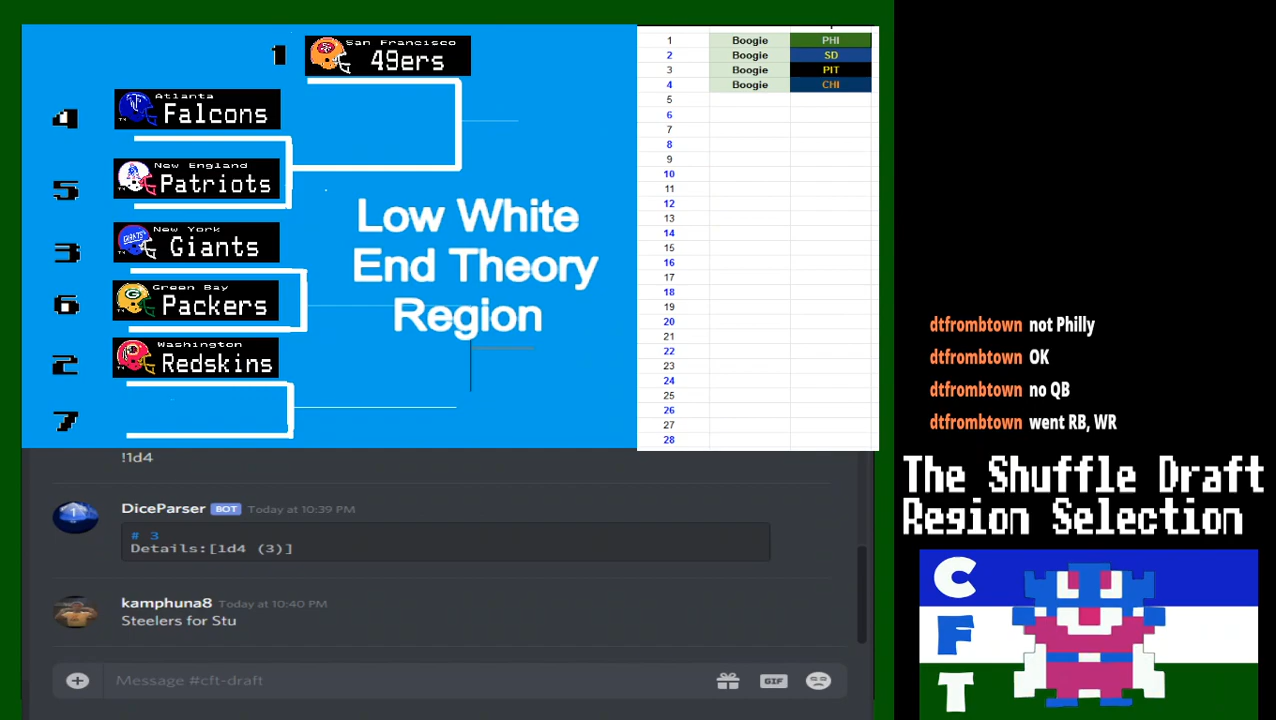 1
San Francisco
49ers
4
Atlanta
Falcons
5
New England
Patriots
3
New York
Giants
6
Green Bay
Packers
2
Washington
Redskins
7
Low White
End Theory
Region
1 Boogie PHI
2 Boogie SD
3 Boogie PIT
4 Boogie CHI
5
6
7
8
9
10
11
12
13
14
15
16
17
18
19
20
21
22
23
24
25
26
27
28
!1d4
DiceParser BOT Today at 10:39 PM
# 3
Details:[1d4 (3)]
kamphuna8 Today at 10:40 PM
Steelers for Stu
Message #cft-draft
GIF
dtfrombtown not Philly
dtfrombtown OK
dtfrombtown no QB
dtfrombtown went RB, WR
The Shuffle Draft
Region Selection
C
F
T